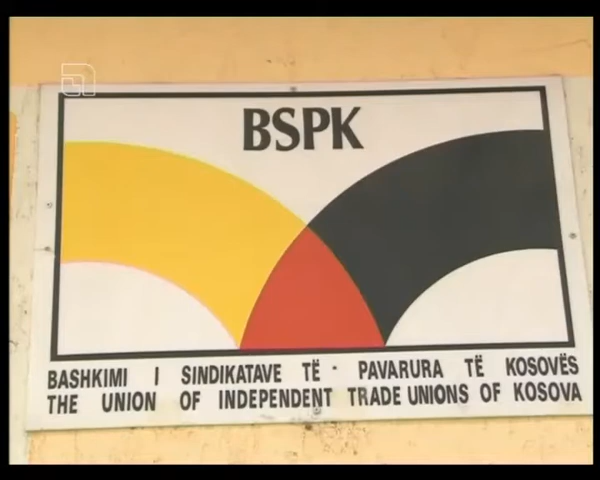 BSPK
BASHKIMI I SINDIKATAVE TË PAVARURA TË KOSOVËS
THE UNION OF INDEPENDENT TRADE UNIONS OF KOSOVA